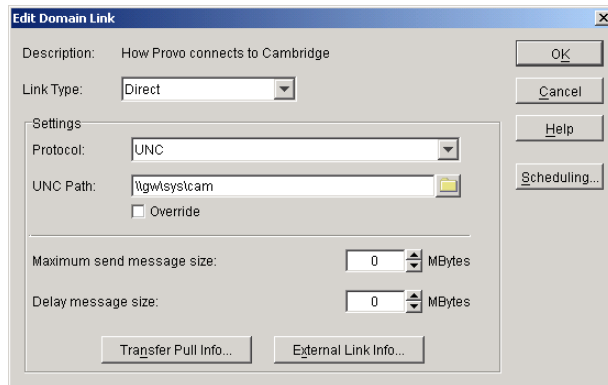 Edit Domain Link
Description: How Provo connects to Cambridge
OK
Link Type: Direct
Cancel
Settings
Help
Protocol: UNC
UNC Path: \\gw\sys\cam
Scheduling...
Override
Maximum send message size: 0 MBytes
Delay message size: 0 MBytes
Transfer Pull Info... External Link Info...